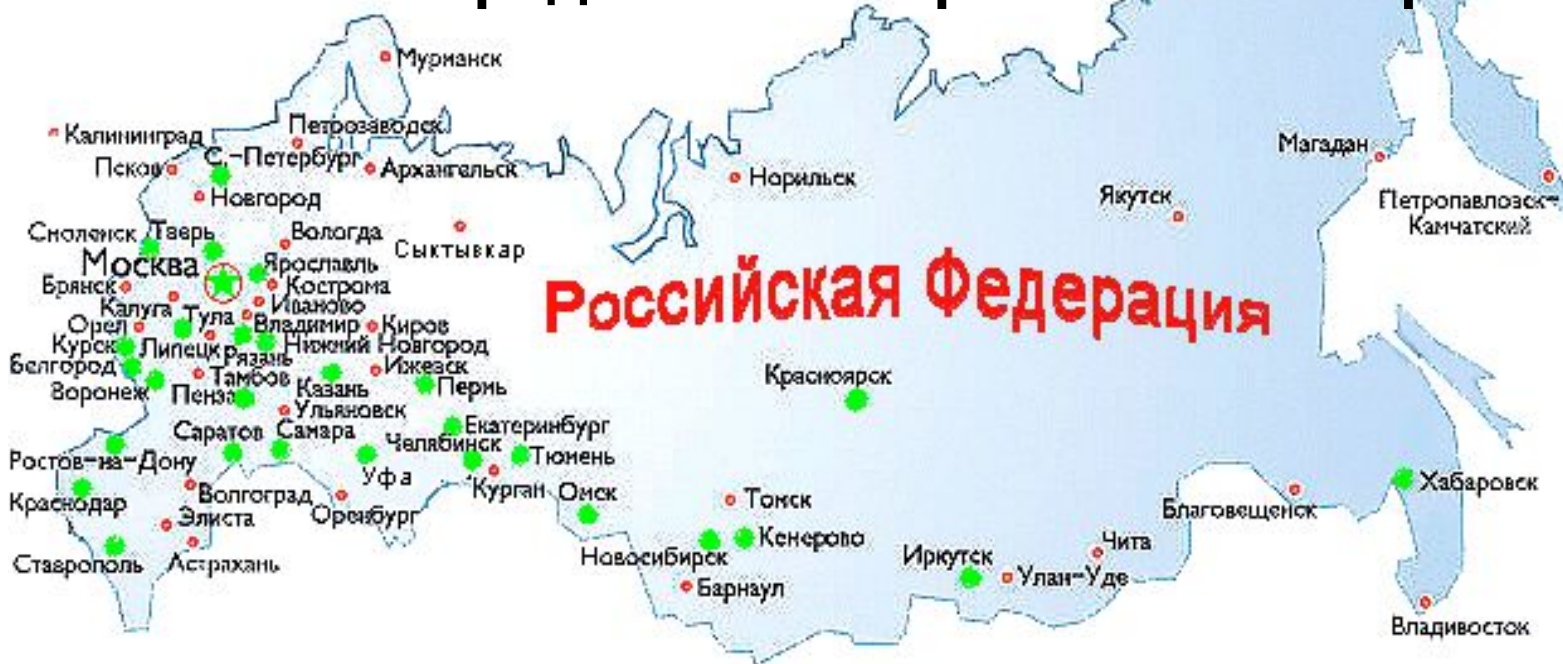 Мурианск
Калининград
Петрозаводск
Псков
С.-Петербург
Архангельск
Норильск
Магадан
Новгород
Якутск
Петропавловск-
Камчатский
Смоленск
Тверь
Вологда
Сыктывкар
Москва
Ярославль
Брянск
Кострома
Российская Федерация
Калуга
Иваново
Орел
Тула
Владимир
Киров
Курск
Липецк
Рязань
Нижний Новгород
Белгород
Тамбов
Ижевск
Воронеж
Пенза
Казань
Пермь
Красноярск
Ульяновск
Саратов
Самара
Екатеринбург
Челябинск
Тюмень
Ростов-на-Дону
Уфа
Курган
Омск
Томск
Хабаровск
Краснодар
Волгоград
Оренбург
Благовещенск
Элиста
Новосибирск
Кемерово
Иркутск
Чита
Ставрополь
Астрахань
Барнаул
Улан-Уде
Владивосток